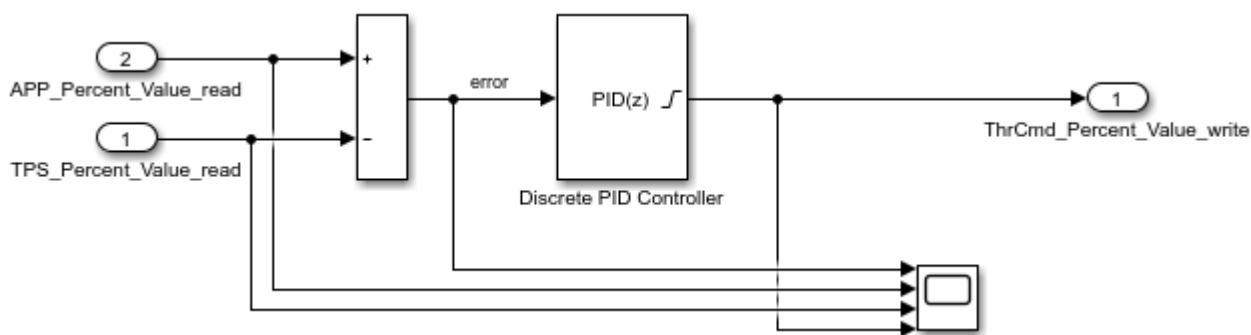 2
APP_Percent_Value_read
+
error
PID(z)
1
ThrCmd_Percent_Value_write
1
TPS_Percent_Value_read
−
Discrete PID Controller